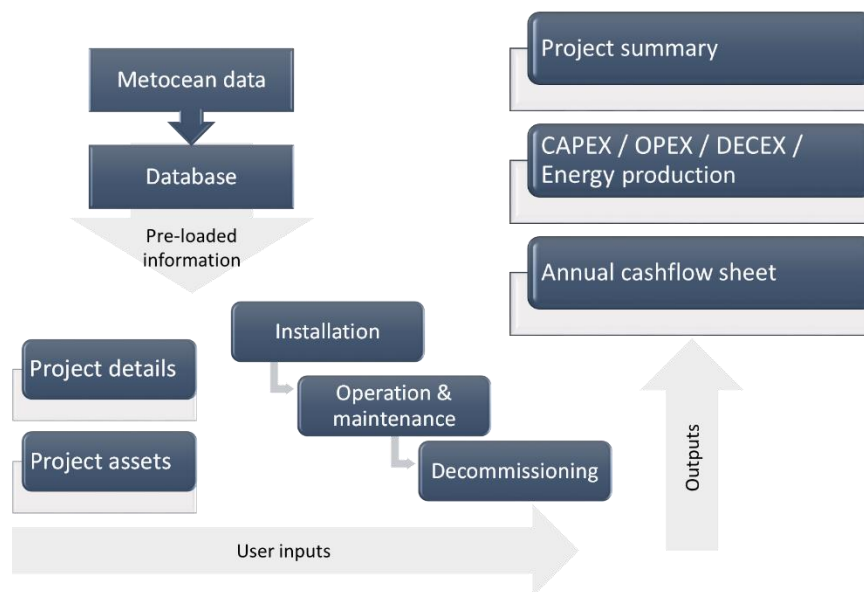 Metocean data
Database
Pre-loaded
information
Project details
Project assets
Installation
Operation &
maintenance
Decommissioning
User inputs
Outputs
Project summary
CAPEX / OPEX / DECEX /
Energy production
Annual cashflow sheet